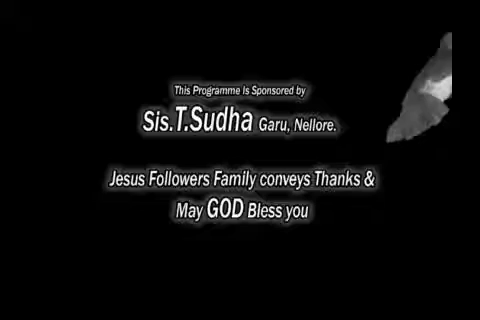 This Programme Is Sponsored by
Sis.T.Sudha Garu, Nellore.
Jesus Followers Family conveys Thanks &
May GOD Bless you